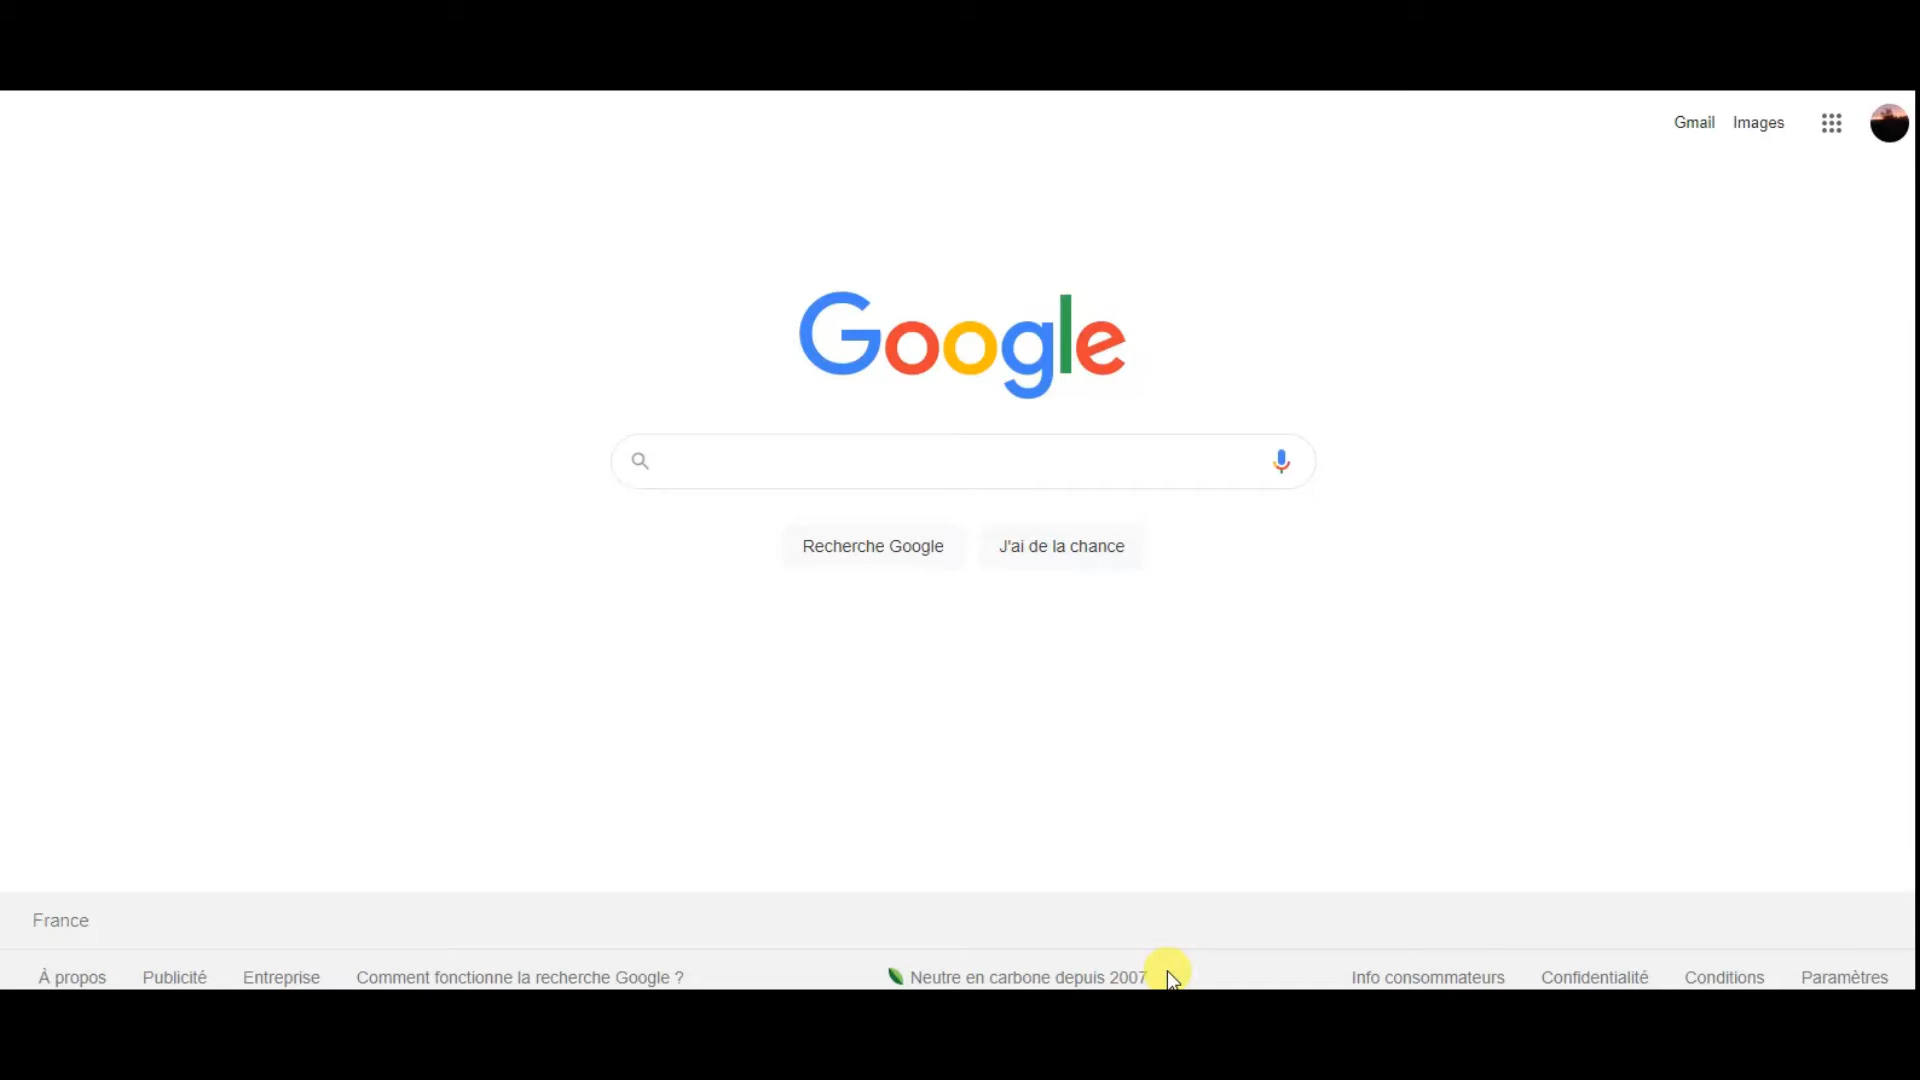 Gmail Images
Google
Recherche Google J'ai de la chance
France
À propos Publicité Entreprise Comment fonctionne la recherche Google ? Neutre en carbone depuis 2007 Info consommateurs Confidentialité Conditions Paramètres